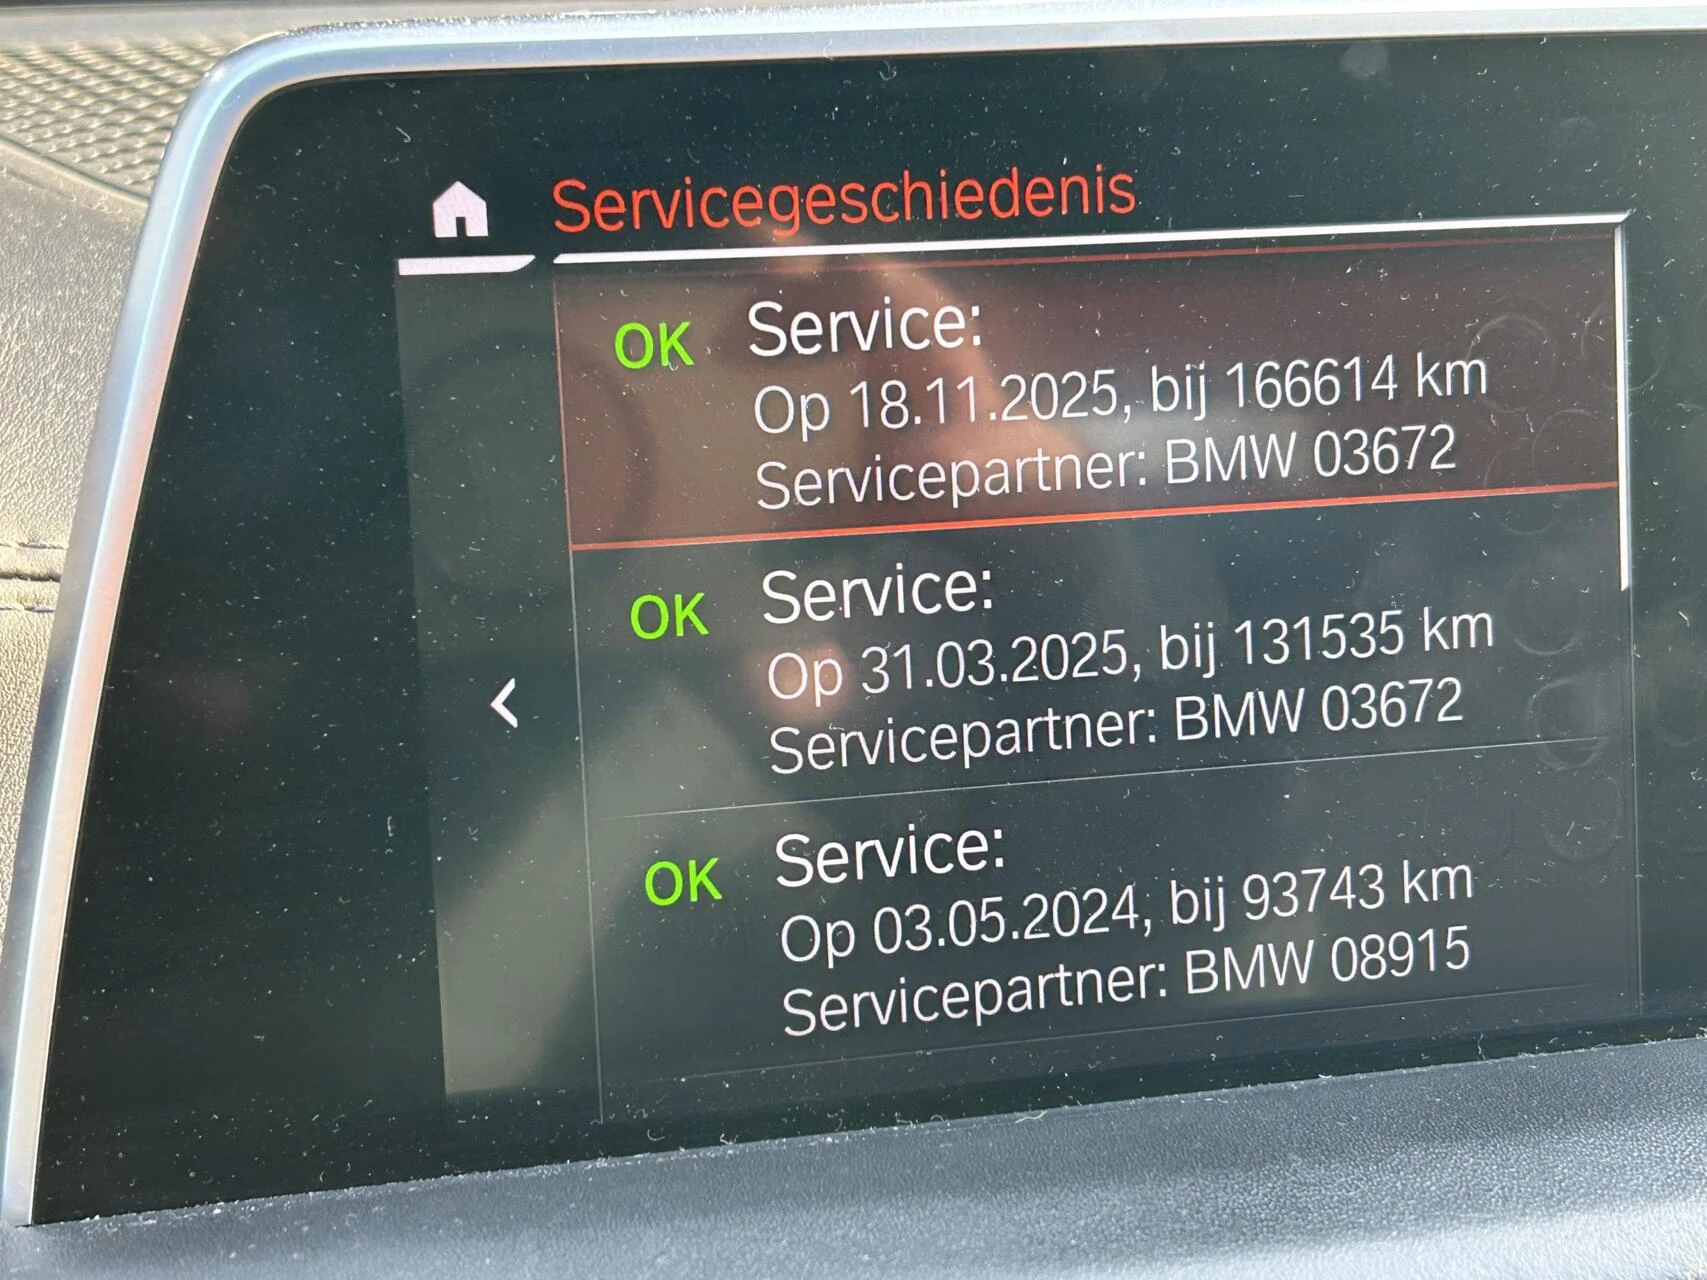 Servicegeschiedenis
OK Service:
Op 18.11.2025, bij 166614 km
Servicepartner: BMW 03672
OK Service:
Op 31.03.2025, bij 131535 km
Servicepartner: BMW 03672
OK Service:
Op 03.05.2024, bij 93743 km
Servicepartner: BMW 08915